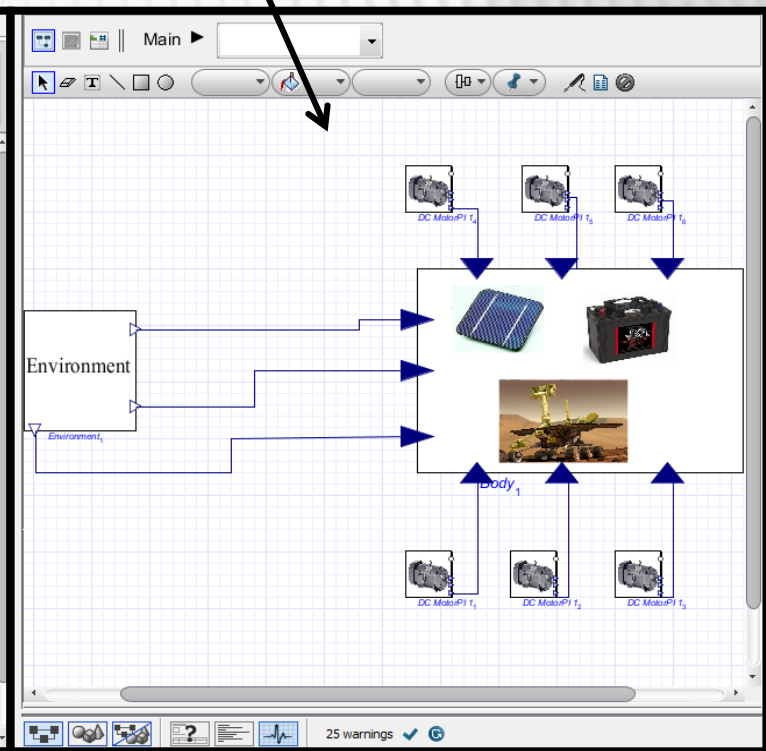 Main
T
DC MotorPI 1₄ DC MotorPI 1₅ DC MotorPI 1₆
Environment
Environment₁
Body₁
DC MotorPI 1₁ DC MotorPI 1₂ DC MotorPI 1₃
? 25 warnings